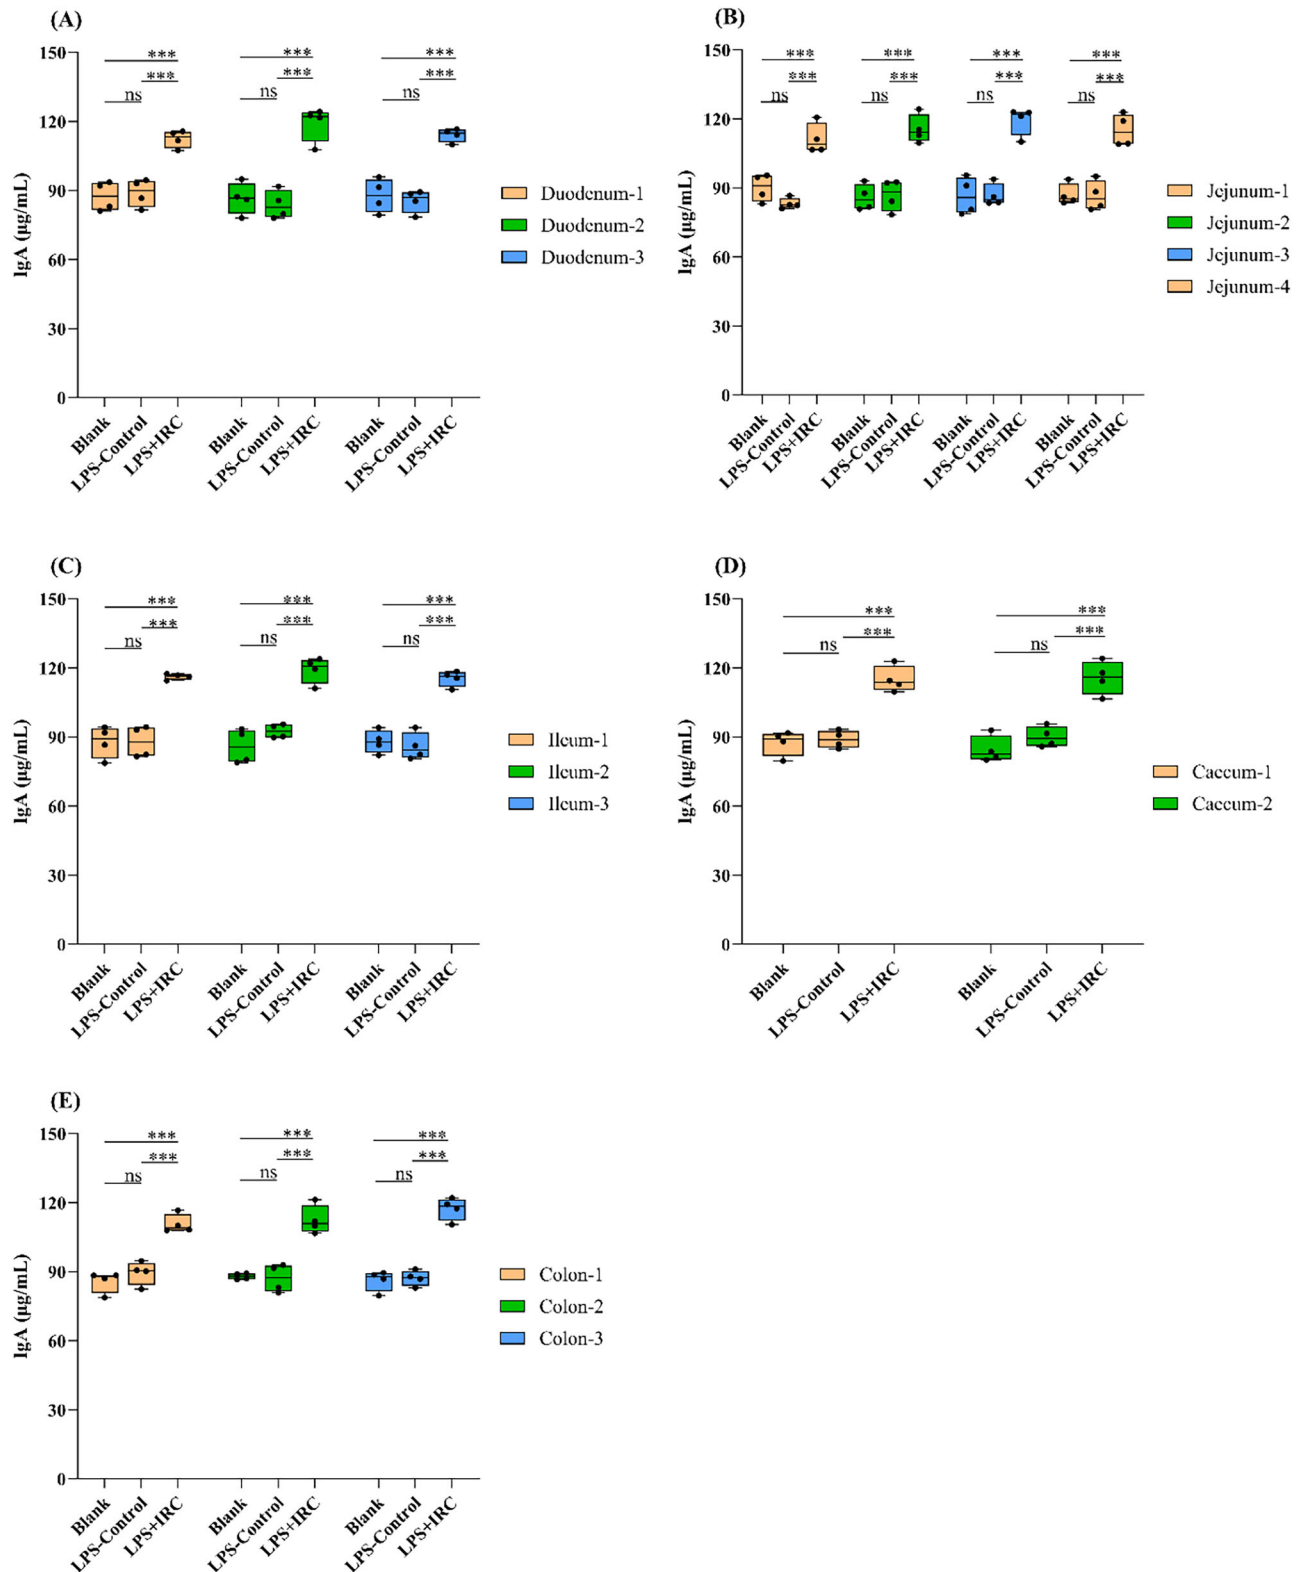 (A)
150
120
90
60
30
0
IgA (µg/mL)
*** *** ***
*** *** ***
ns ns ns
Blank LPS-Control LPS+IRC Blank LPS-Control LPS+IRC Blank LPS-Control LPS+IRC
Duodenum-1
Duodenum-2
Duodenum-3
(B)
150
120
90
60
30
0
IgA (µg/mL)
*** *** *** ***
*** *** *** ***
ns ns ns ns
Blank LPS-Control LPS+IRC Blank LPS-Control LPS+IRC Blank LPS-Control LPS+IRC Blank LPS-Control LPS+IRC
Jejunum-1
Jejunum-2
Jejunum-3
Jejunum-4
(C)
150
120
90
60
30
0
IgA (µg/mL)
*** *** ***
*** *** ***
ns ns ns
Blank LPS-Control LPS+IRC Blank LPS-Control LPS+IRC Blank LPS-Control LPS+IRC
Ileum-1
Ileum-2
Ileum-3
(D)
150
120
90
60
30
0
IgA (µg/mL)
*** ***
*** ***
ns ns
Blank LPS-Control LPS+IRC Blank LPS-Control LPS+IRC
Caecum-1
Caecum-2
(E)
150
120
90
60
30
0
IgA (µg/mL)
*** *** ***
*** *** ***
ns ns ns
Blank LPS-Control LPS+IRC Blank LPS-Control LPS+IRC Blank LPS-Control LPS+IRC
Colon-1
Colon-2
Colon-3